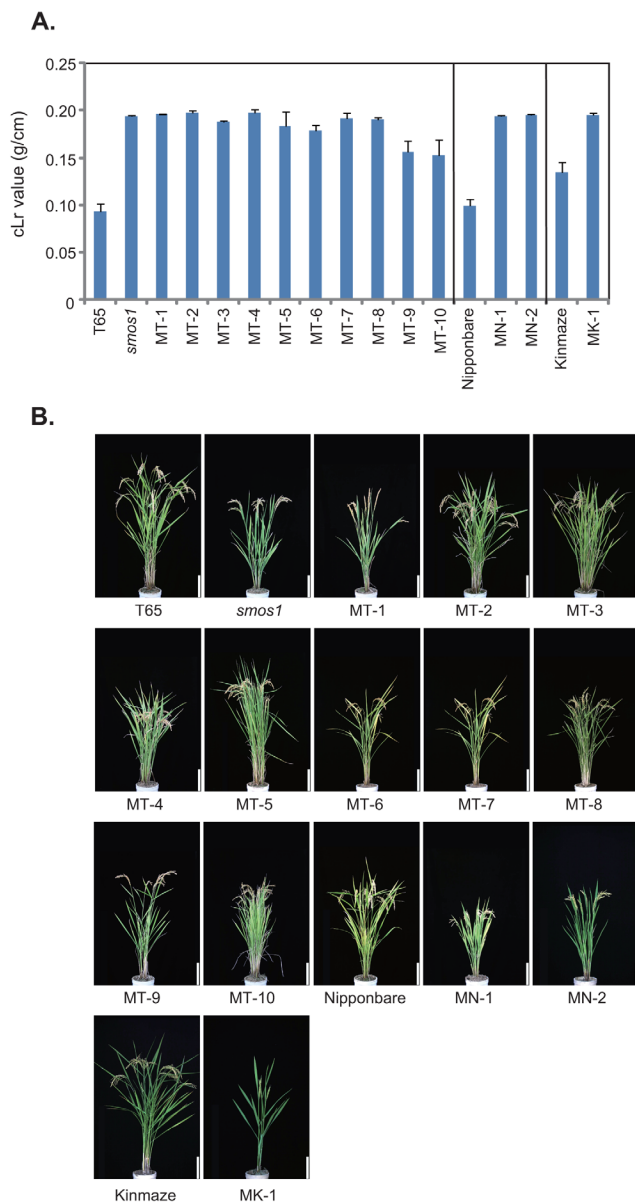 A.
cLr value (g/cm)
0.25
0.20
0.15
0.10
0.05
0
T65
smos1
MT-1
MT-2
MT-3
MT-4
MT-5
MT-6
MT-7
MT-8
MT-9
MT-10
Nipponbare
MN-1
MN-2
Kinmaze
MK-1
B.
T65 smos1 MT-1 MT-2 MT-3
MT-4 MT-5 MT-6 MT-7 MT-8
MT-9 MT-10 Nipponbare MN-1 MN-2
Kinmaze MK-1